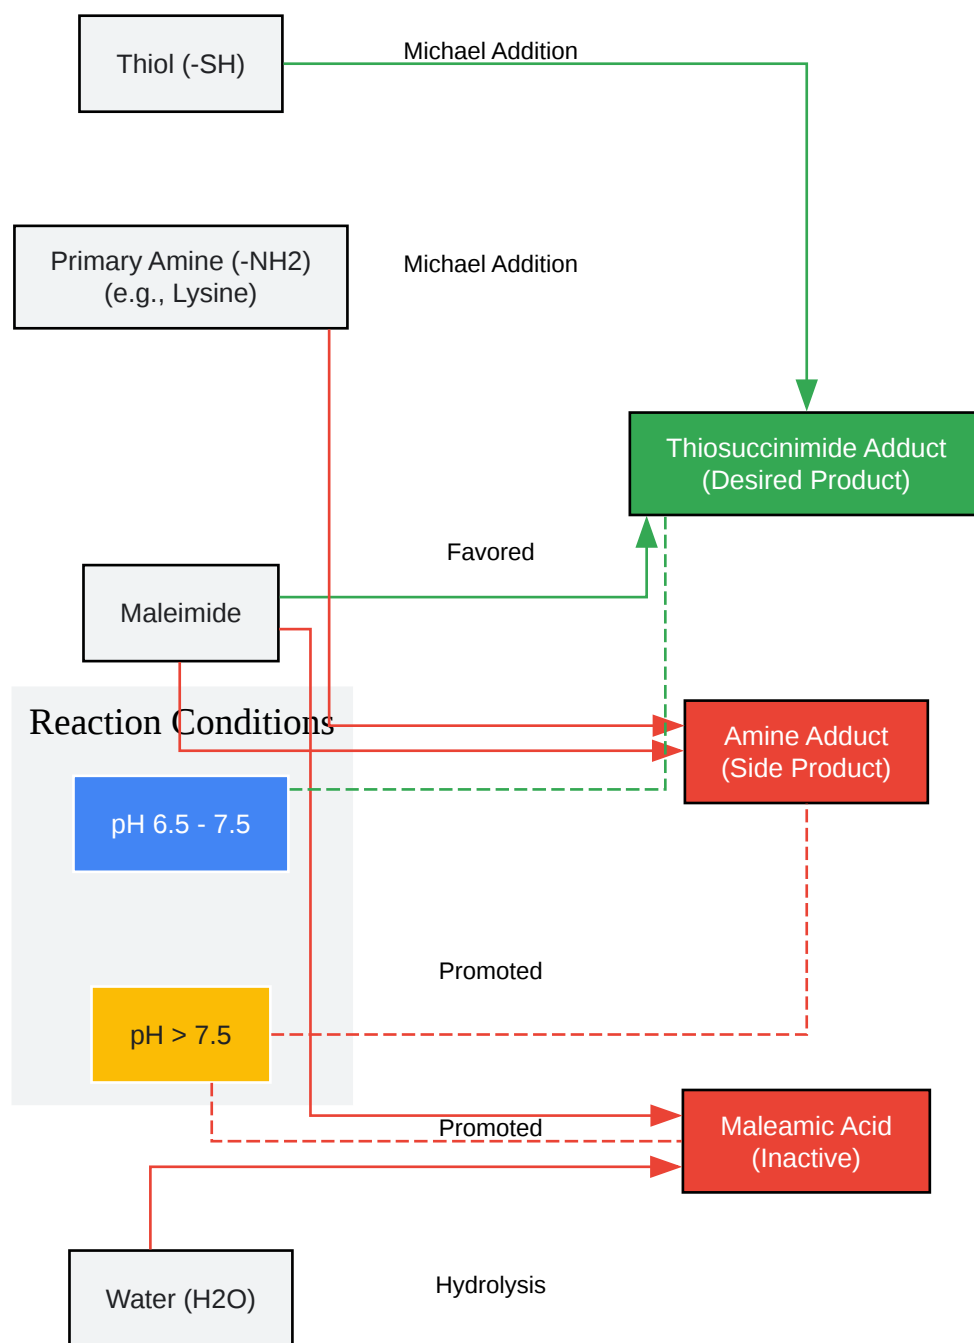 Thiol (-SH)
Michael Addition
Primary Amine (-NH2)
(e.g., Lysine)
Michael Addition
Thiosuccinimide Adduct
(Desired Product)
Favored
Maleimide
Reaction Conditions
Amine Adduct
(Side Product)
pH 6.5 - 7.5
Promoted
pH > 7.5
Promoted
Maleamic Acid
(Inactive)
Water (H2O)
Hydrolysis